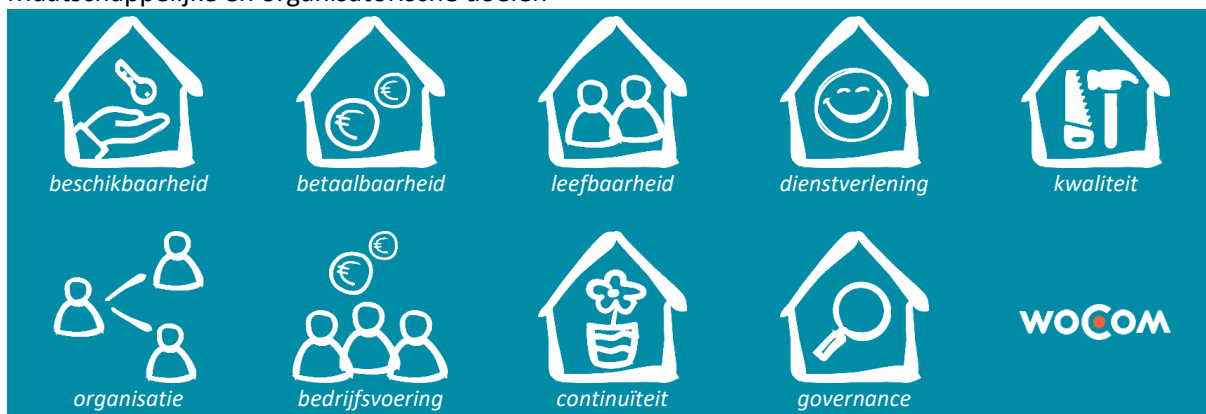 maatschappelijke en organisatorische doelen
beschikbaarheid betaalbaarheid leefbaarheid dienstverlening kwaliteit
WOCOM
organisatie bedrijfsvoering continuïteit governance